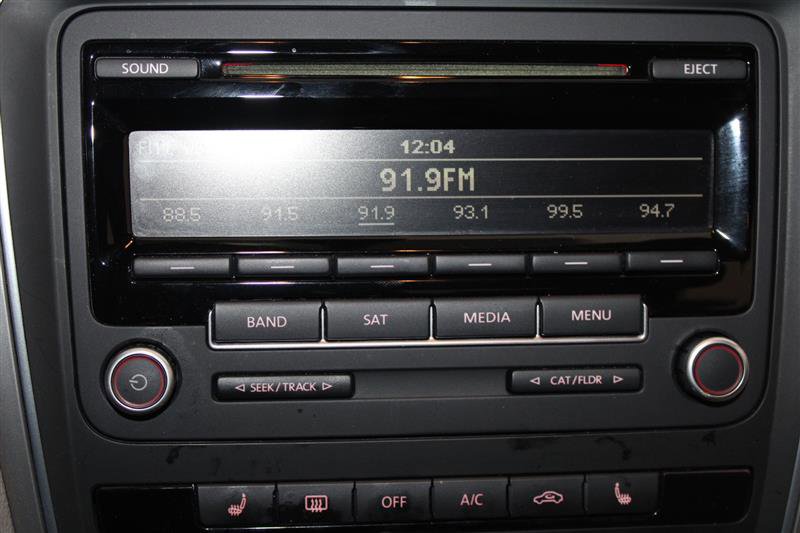 SOUND EJECT
12:04
91.9FM
88.5 91.5 91.9 93.1 99.5 94.7
BAND SAT MEDIA MENU
SEEK/TRACK CAT/FLDR
OFF A/C